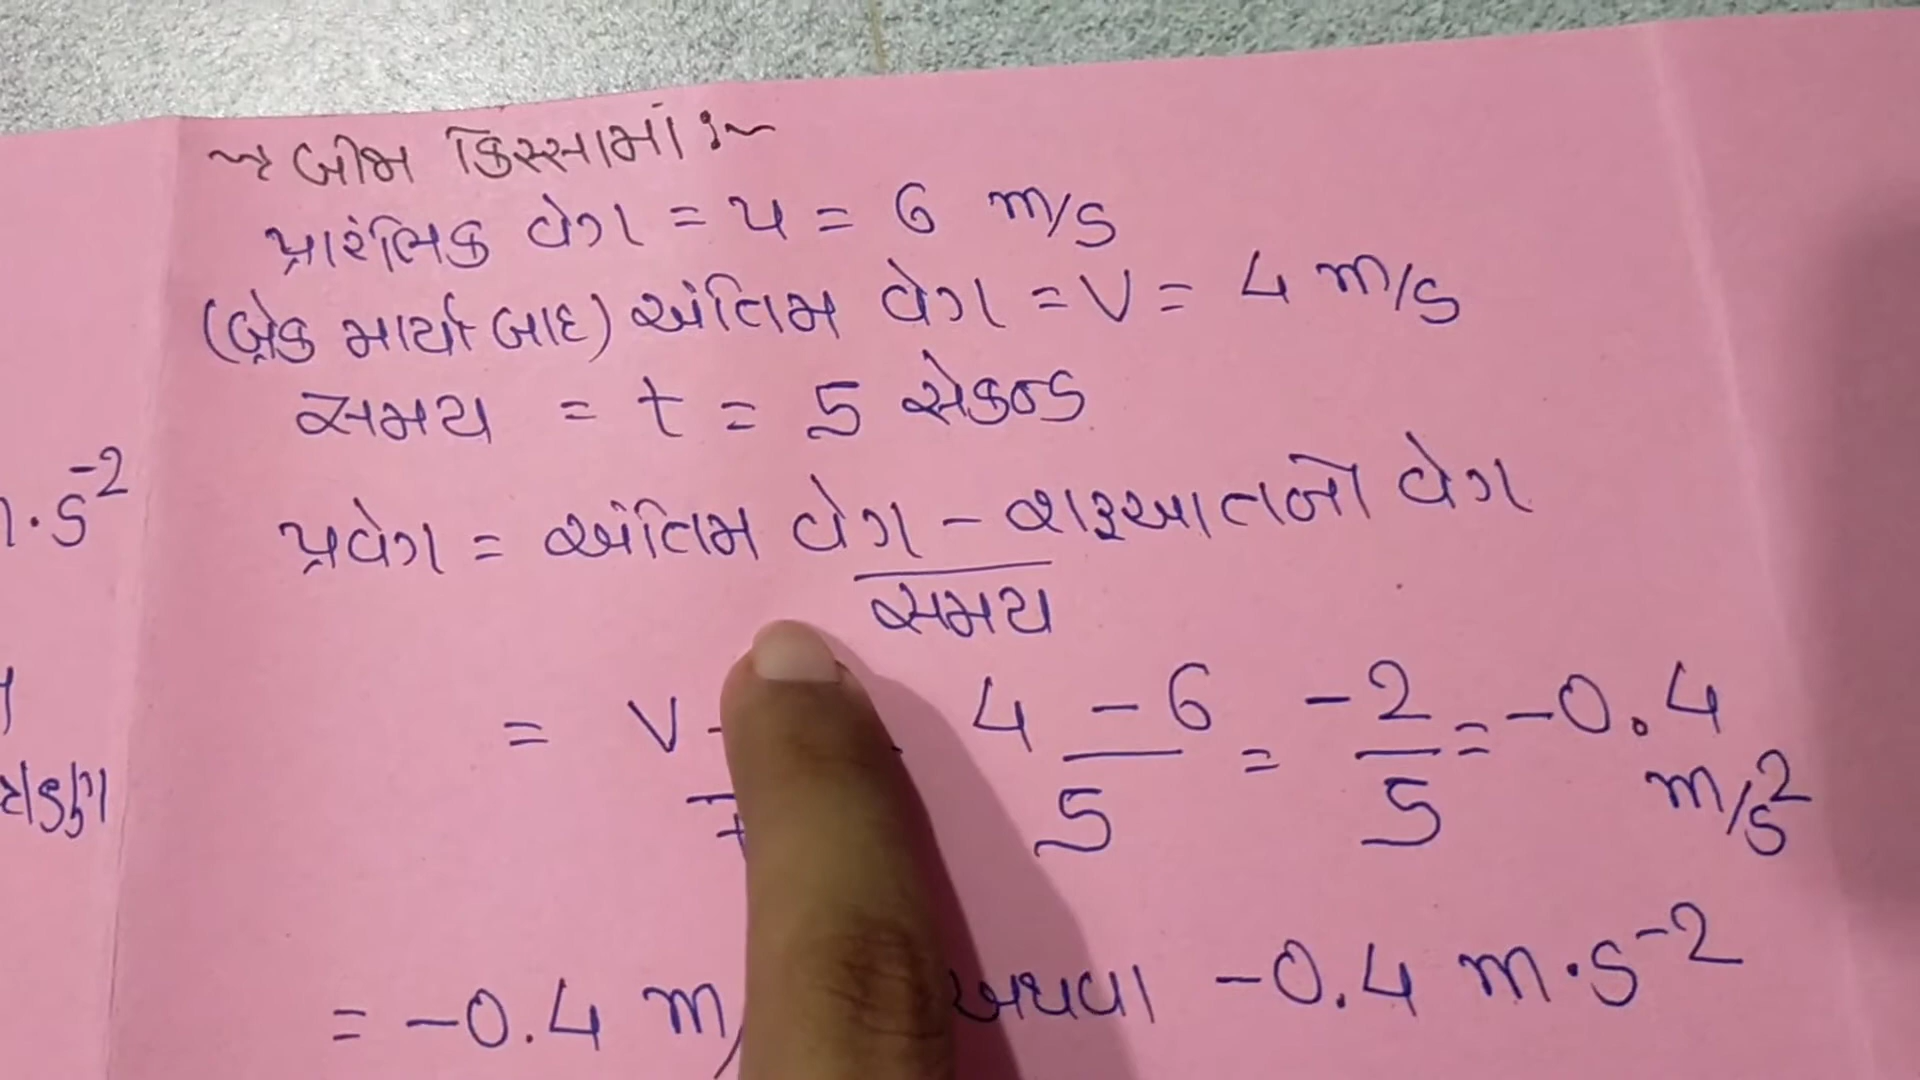 → બીજા કિસ્સામાં :~
પ્રારંભિક વેગ = u = 6 m/s
(બ્રેક માર્યા બાદ) અંતિમ વેગ = v = 4 m/s
સમય = t = 5 સેકન્ડ
પ્રવેગ = અંતિમ વેગ - શરૂઆતનો વેગ
સમય
= v - 4 - 6 = -2 = -0.4
t 5 5 m/s²
= -0.4 m/ અથવા -0.4 m·s⁻²
·s⁻²